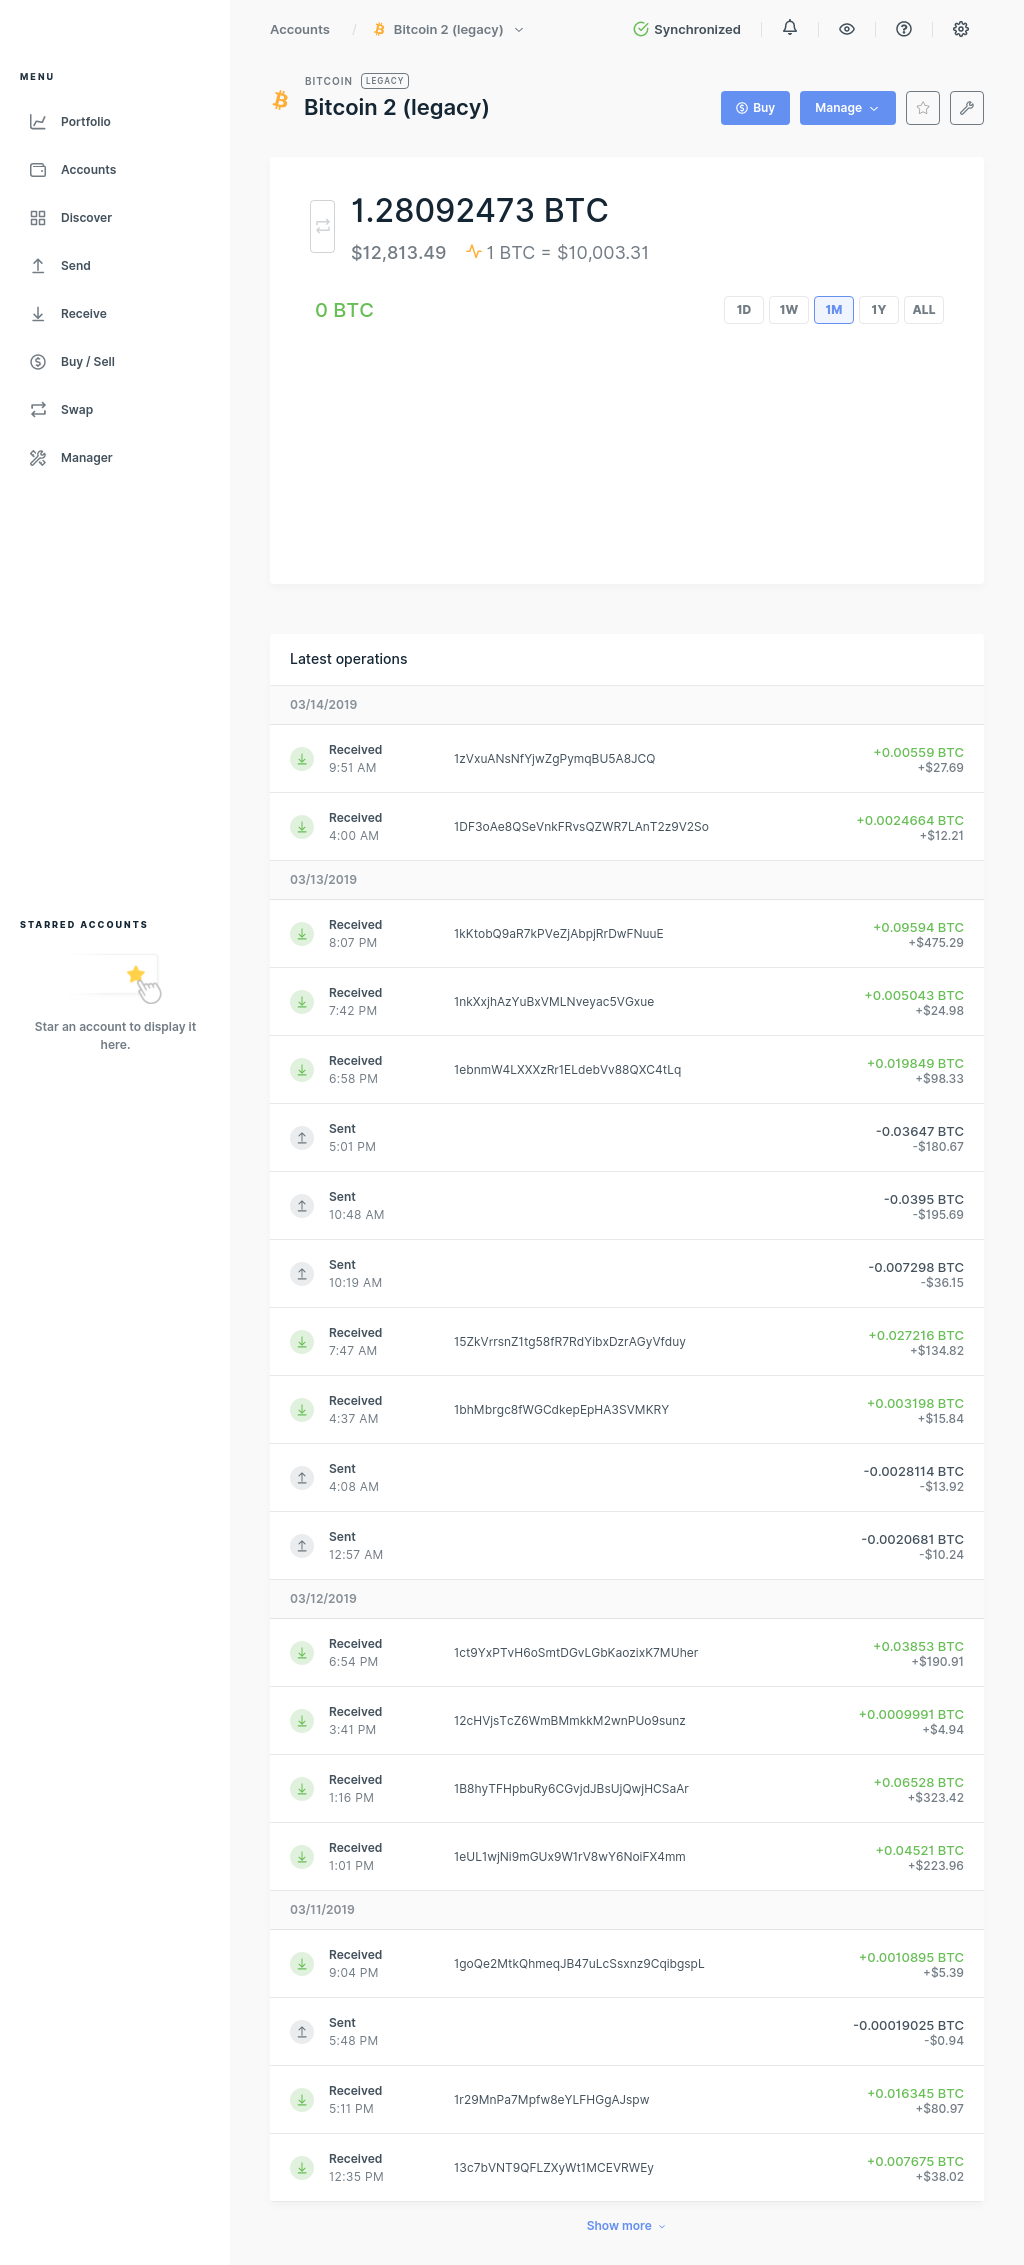 Accounts / Bitcoin 2 (legacy) Synchronized
MENU
BITCOIN LEGACY
Bitcoin 2 (legacy)
Buy Manage
Portfolio
Accounts
Discover
Send
Receive
Buy / Sell
Swap
Manager
1.28092473 BTC
$12,813.49 1 BTC = $10,003.31
0 BTC 1D 1W 1M 1Y ALL
Latest operations
03/14/2019
Received 1zVxuANsNfYjwZgPymqBU5A8JCQ +0.00559 BTC
9:51 AM +$27.69
Received 1DF3oAe8QSeVnkFRvsQZWR7LAnT2z9V2So +0.0024664 BTC
4:00 AM +$12.21
03/13/2019
STARRED ACCOUNTS
Star an account to display it
here.
Received 1kKtobQ9aR7kPVeZjAbpjRrDwFNuuE +0.09594 BTC
8:07 PM +$475.29
Received 1nkXxjhAzYuBxVMLNveyac5VGxue +0.005043 BTC
7:42 PM +$24.98
Received 1ebnmW4LXXXzRr1ELdebVv88QXC4tLq +0.019849 BTC
6:58 PM +$98.33
Sent -0.03647 BTC
5:01 PM -$180.67
Sent -0.0395 BTC
10:48 AM -$195.69
Sent -0.007298 BTC
10:19 AM -$36.15
Received 15ZkVrrsnZ1tg58fR7RdYibxDzrAGyVfduy +0.027216 BTC
7:47 AM +$134.82
Received 1bhMbrgc8fWGCdkepEpHA3SVMKRY +0.003198 BTC
4:37 AM +$15.84
Sent -0.0028114 BTC
4:08 AM -$13.92
Sent -0.0020681 BTC
12:57 AM -$10.24
03/12/2019
Received 1ct9YxPTvH6oSmtDGvLGbKaozixK7MUher +0.03853 BTC
6:54 PM +$190.91
Received 12cHVjsTcZ6WmBMmkkM2wnPUo9sunz +0.0009991 BTC
3:41 PM +$4.94
Received 1B8hyTFHpbuRy6CGvjdJBsUjQwjHCSaAr +0.06528 BTC
1:16 PM +$323.42
Received 1eUL1wjNi9mGUx9W1rV8wY6NoiFX4mm +0.04521 BTC
1:01 PM +$223.96
03/11/2019
Received 1goQe2MtkQhmeqJB47uLcSsxnz9CqibgspL +0.0010895 BTC
9:04 PM +$5.39
Sent -0.00019025 BTC
5:48 PM -$0.94
Received 1r29MnPa7Mpfw8eYLFHGgAJspw +0.016345 BTC
5:11 PM +$80.97
Received 13c7bVNT9QFLZXyWt1MCEVRWEy +0.007675 BTC
12:35 PM +$38.02
Show more